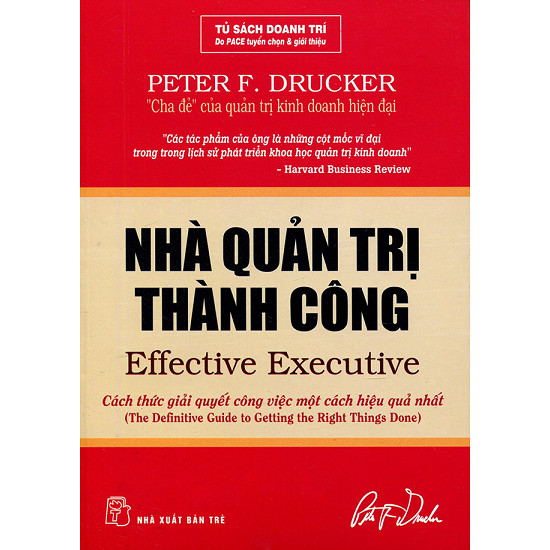 TỦ SÁCH DOANH TRÍ
Do PACE tuyển chọn & giới thiệu
PETER F. DRUCKER
"Cha đẻ" của quản trị kinh doanh hiện đại
"Các tác phẩm của ông là những cột mốc vĩ đại
trong trong lịch sử phát triển khoa học quản trị kinh doanh"
– Harvard Business Review
NHÀ QUẢN TRỊ
THÀNH CÔNG
Effective Executive
Cách thức giải quyết công việc một cách hiệu quả nhất
(The Definitive Guide to Getting the Right Things Done)
NHÀ XUẤT BẢN TRẺ
Peter F. Drucker